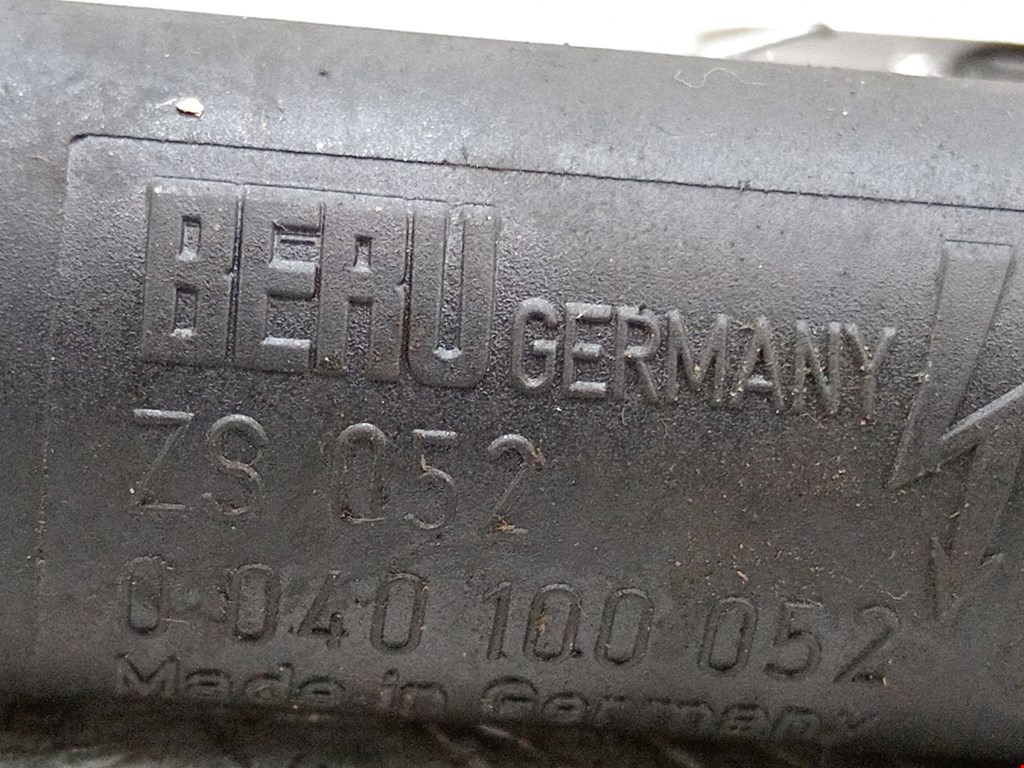 BERU GERMANY
ZS 052
0 040 100 052
Made in Germany